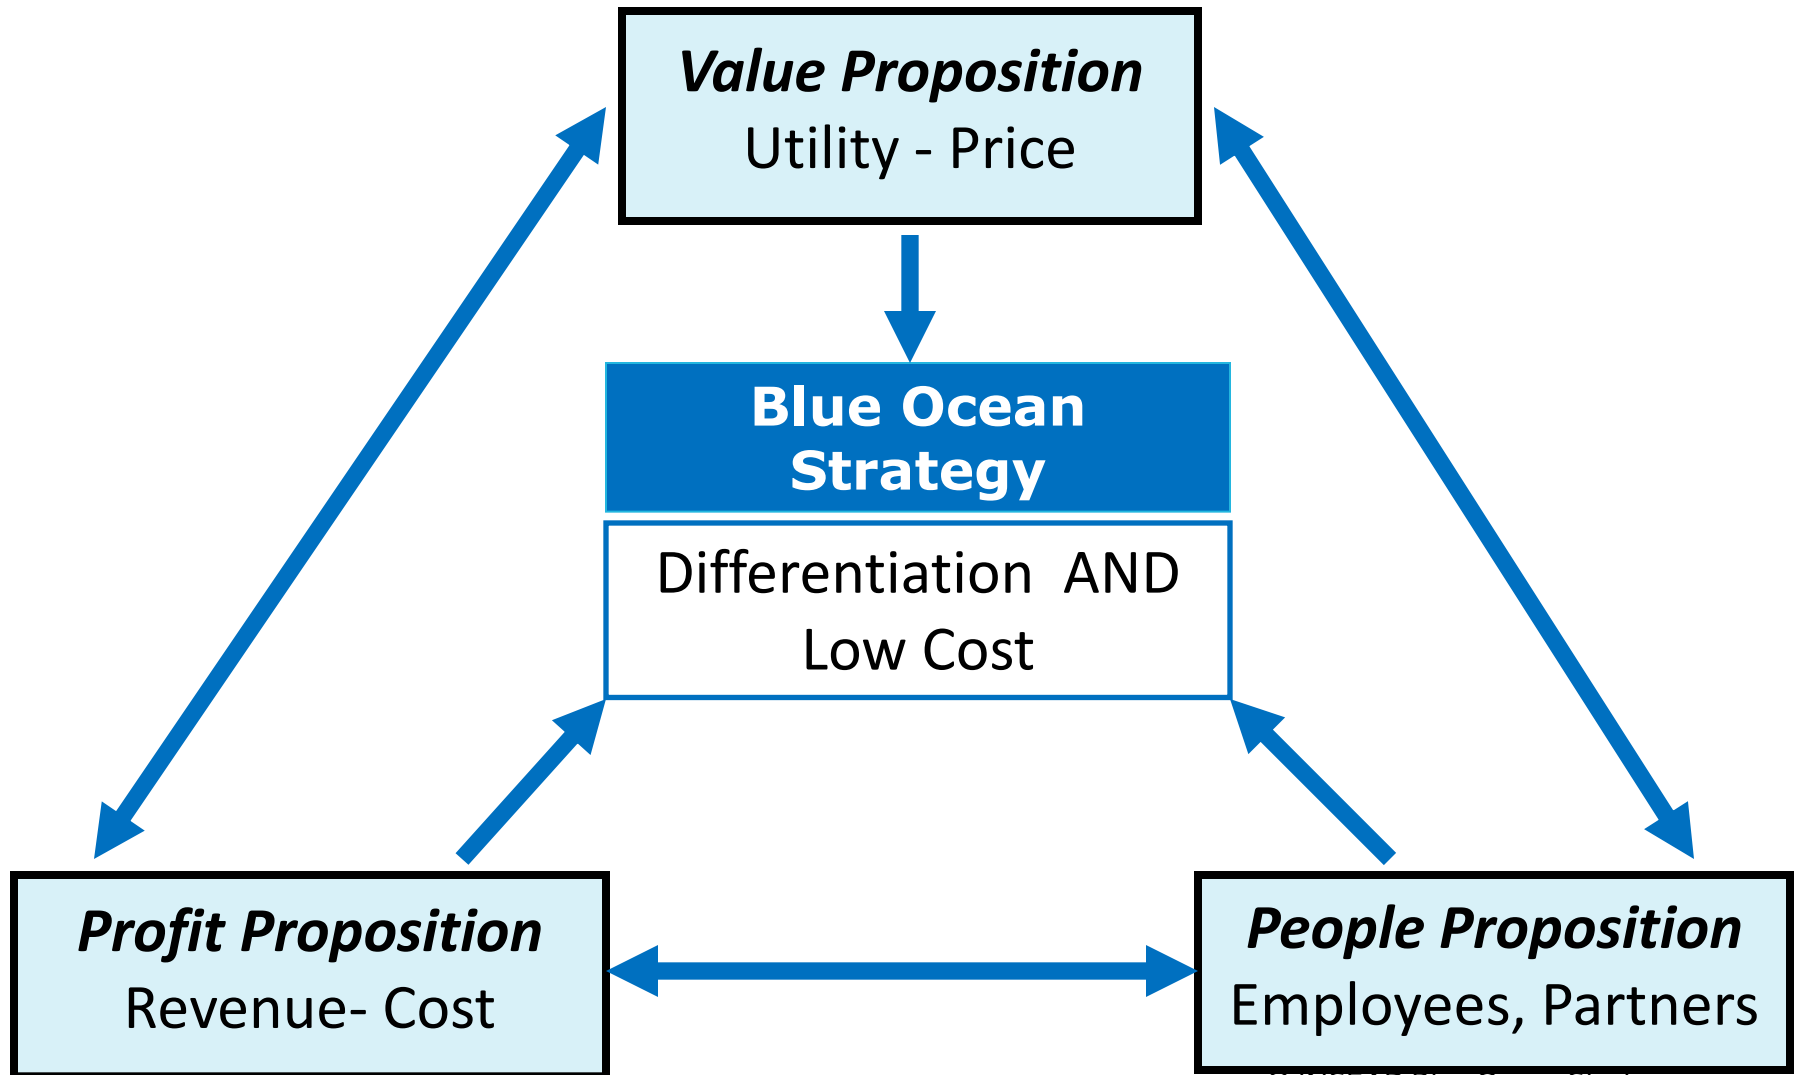 Value Proposition
Utility - Price
Blue Ocean
Strategy
Differentiation AND
Low Cost
Profit Proposition
Revenue- Cost
People Proposition
Employees, Partners